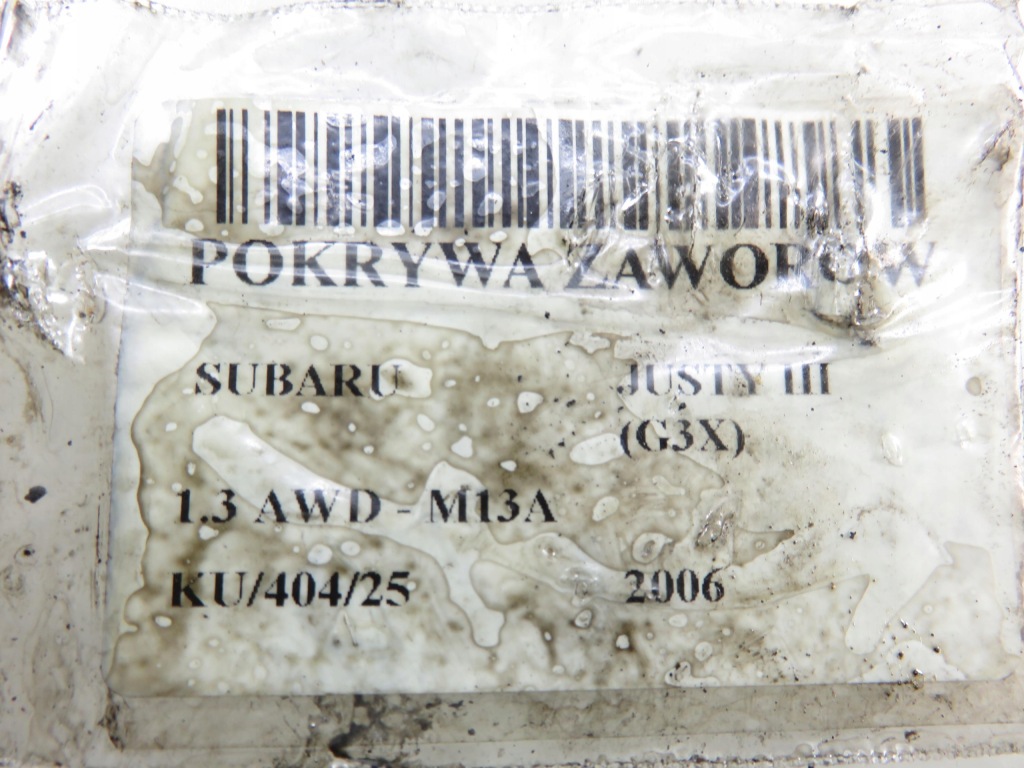 POKRYWA ZAWORÓW
SUBARU JUSTY III
(G3X)
1.3 AWD - M13A
KU/404/25 2006